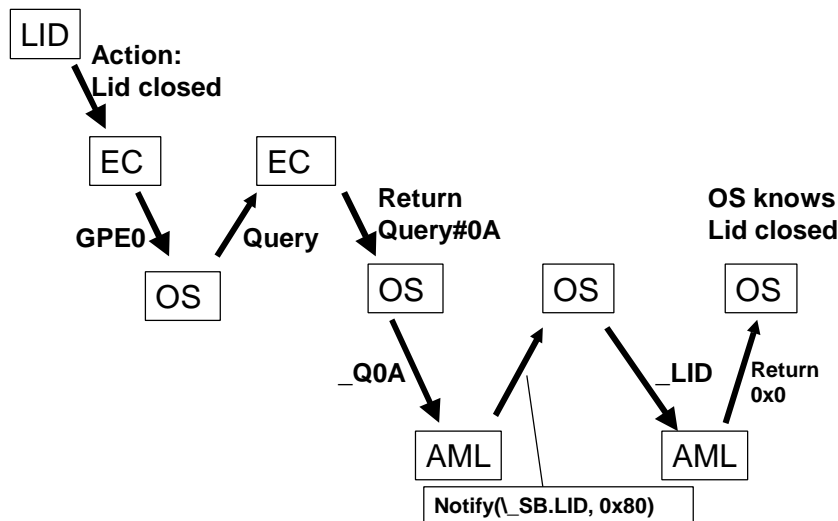 LID
Action:
Lid closed
EC
EC
GPE0
Query
Return
Query#0A
OS knows
Lid closed
OS
OS
OS
OS
_Q0A
_LID
Return
0x0
AML
AML
Notify(\_SB.LID, 0x80)